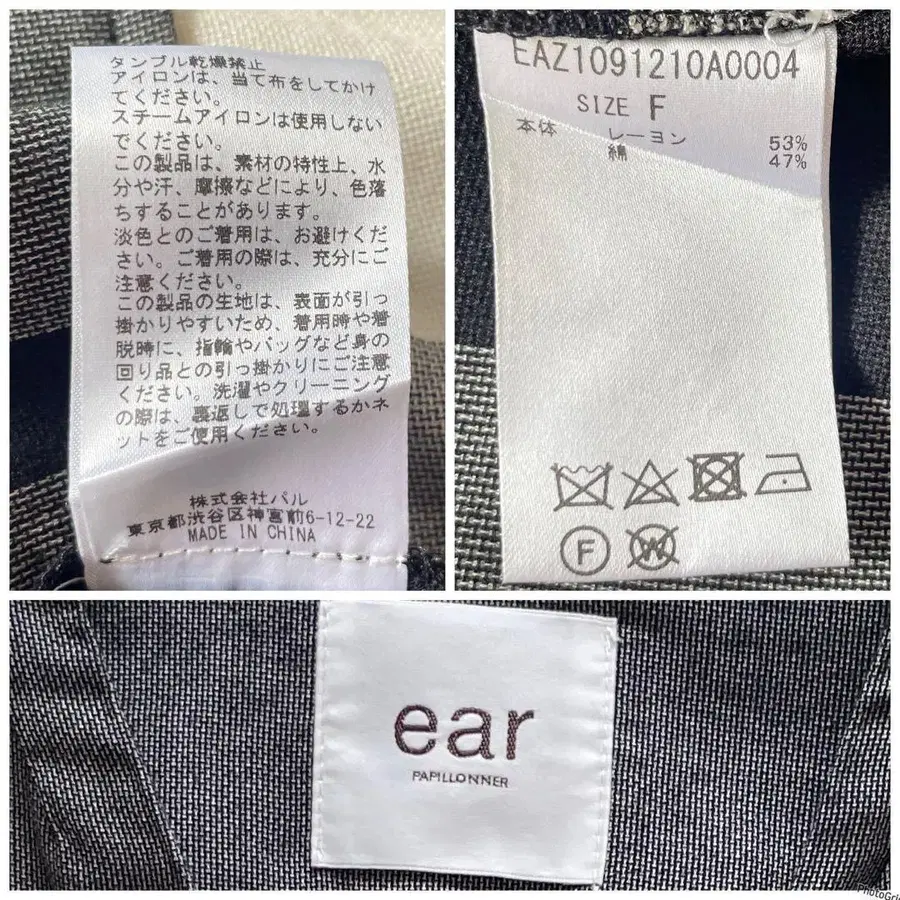 タンブル乾燥禁止
アイロンは、当て布をしてかけ
てください。
スチームアイロンは使用しない
でください。
この製品は、素材の特性上、水
分や汗、摩擦などにより、色落
ちすることがあります。
淡色とのご着用は、お避けくだ
さい。ご着用の際は、充分にご
注意ください。
この製品の生地は、表面が引っ
掛かりやすいため、着用時や着
脱時に、指輪やバッグなど身の
回り品との引っ掛かりにご注意
ください。洗濯やクリーニング
の際は、裏返しで処理するかネ
ットをご使用ください。
株式会社パル
東京都渋谷区神宮前6-12-22
MADE IN CHINA
EAZ1091210A0004
SIZE F
本体 レーヨン 53%
綿 47%
F
W
ear
PAPILLONNER
PhotoGri